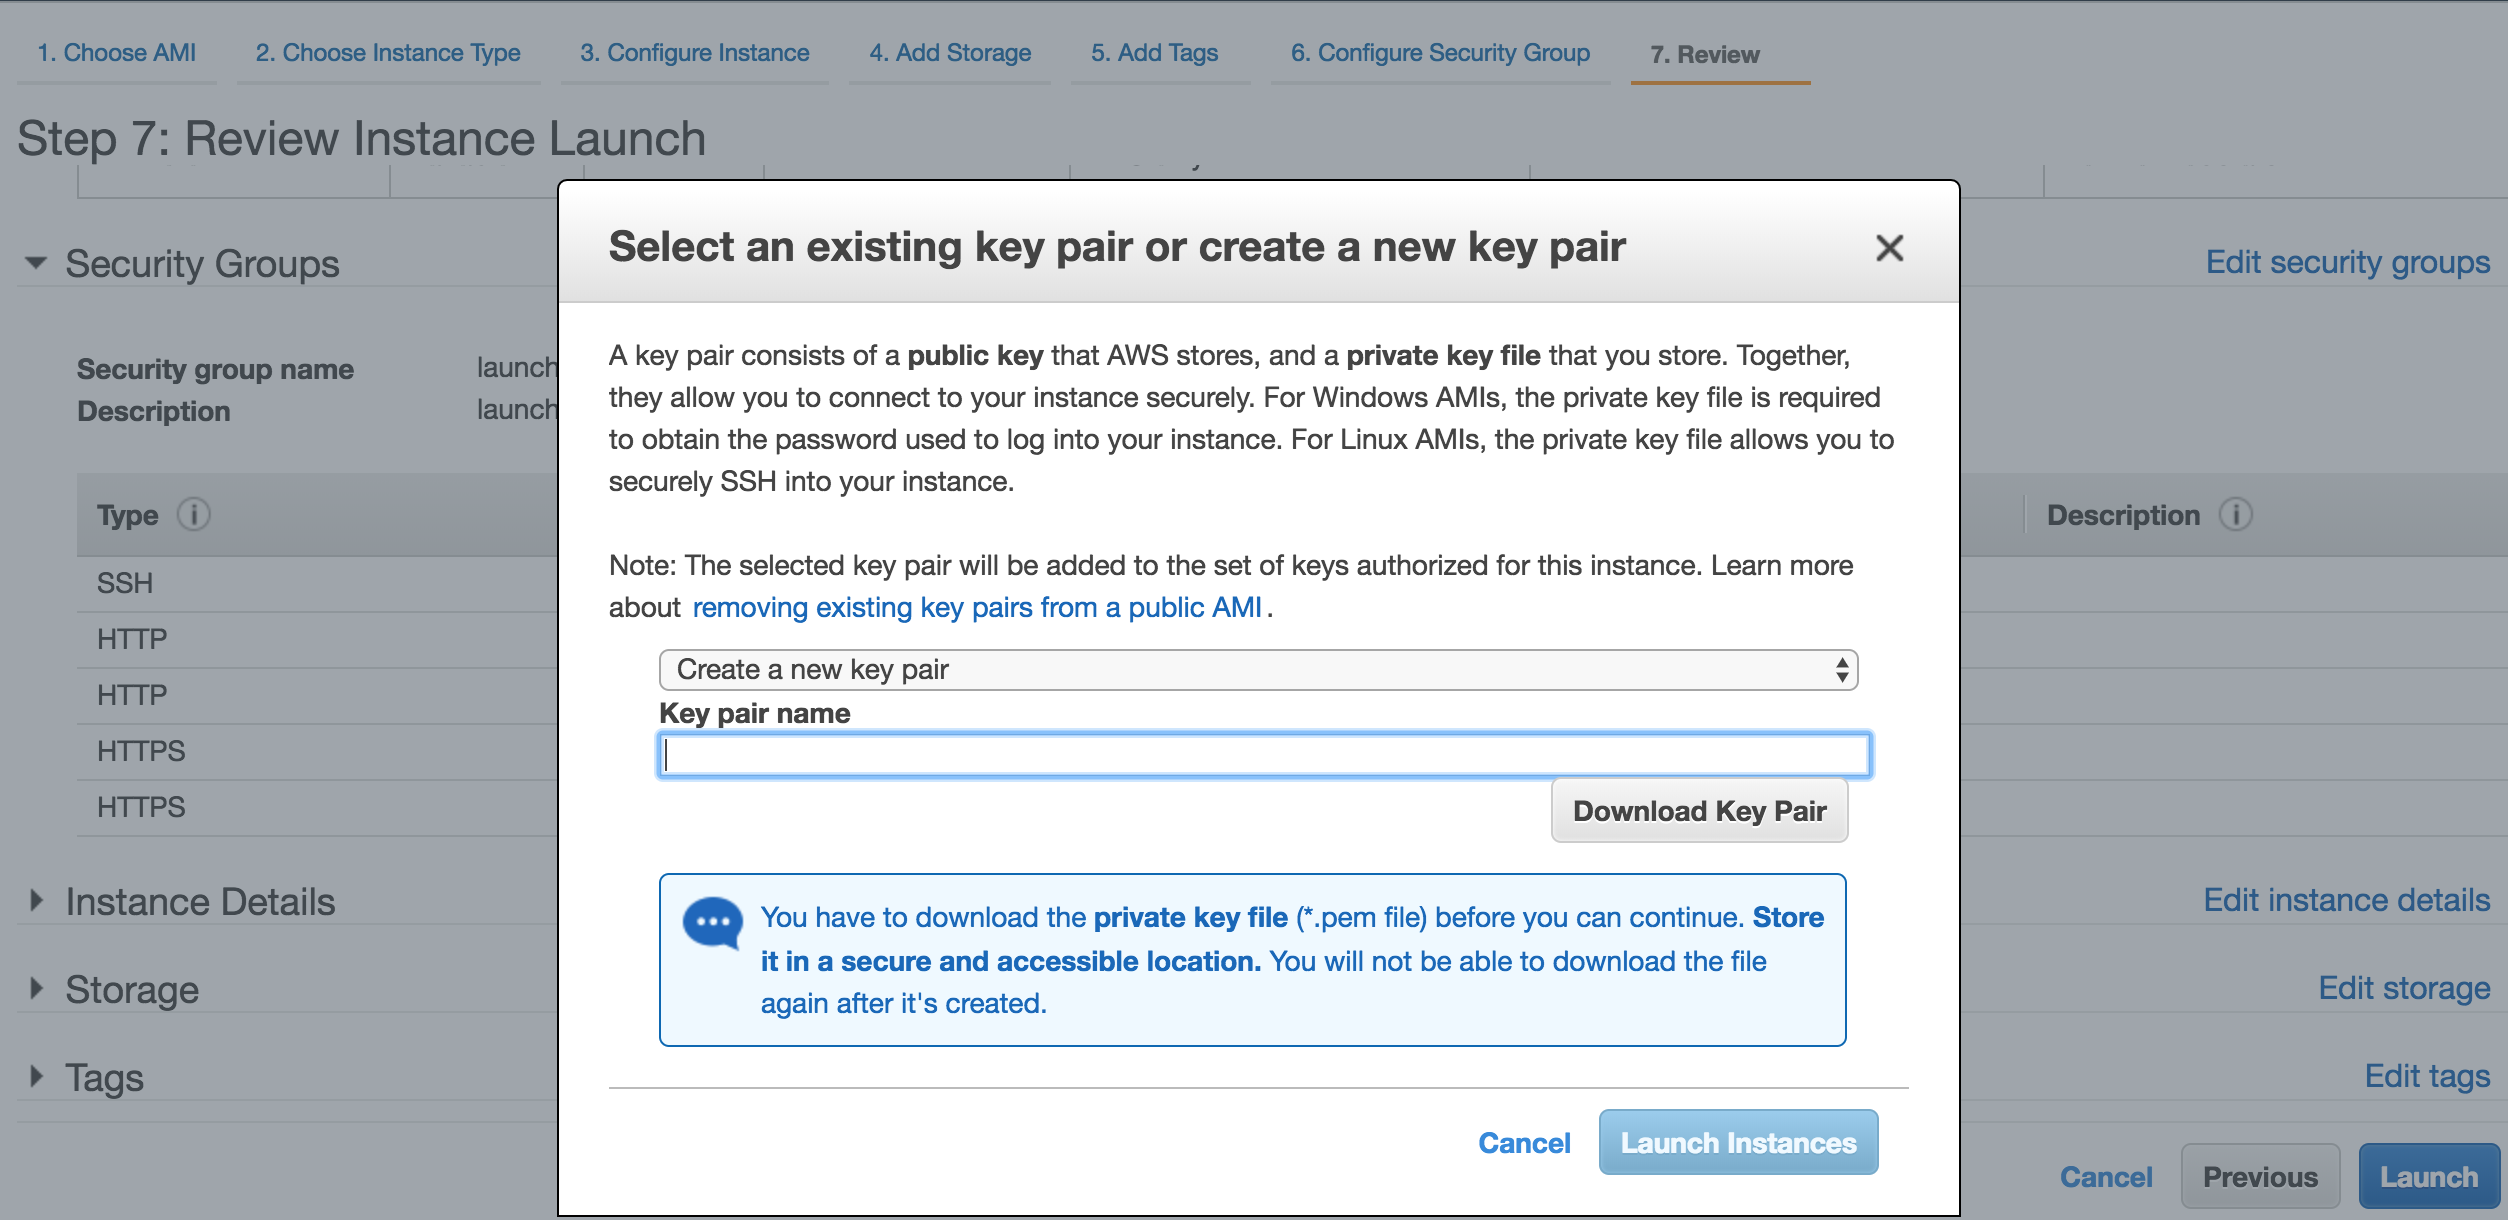 1. Choose AMI 2. Choose Instance Type 3. Configure Instance 4. Add Storage 5. Add Tags 6. Configure Security Group 7. Review
Step 7: Review Instance Launch
Security Groups
Edit security groups
Security group name launch
Description launch
Type
Description
SSH
HTTP
HTTP
HTTPS
HTTPS
Instance Details
Edit instance details
Storage
Edit storage
Tags
Edit tags
Select an existing key pair or create a new key pair
A key pair consists of a public key that AWS stores, and a private key file that you store. Together,
they allow you to connect to your instance securely. For Windows AMIs, the private key file is required
to obtain the password used to log into your instance. For Linux AMIs, the private key file allows you to
securely SSH into your instance.
Note: The selected key pair will be added to the set of keys authorized for this instance. Learn more
about removing existing key pairs from a public AMI.
Create a new key pair
Key pair name
Download Key Pair
You have to download the private key file (*.pem file) before you can continue. Store
it in a secure and accessible location. You will not be able to download the file
again after it's created.
Cancel Launch Instances
Cancel Previous Launch